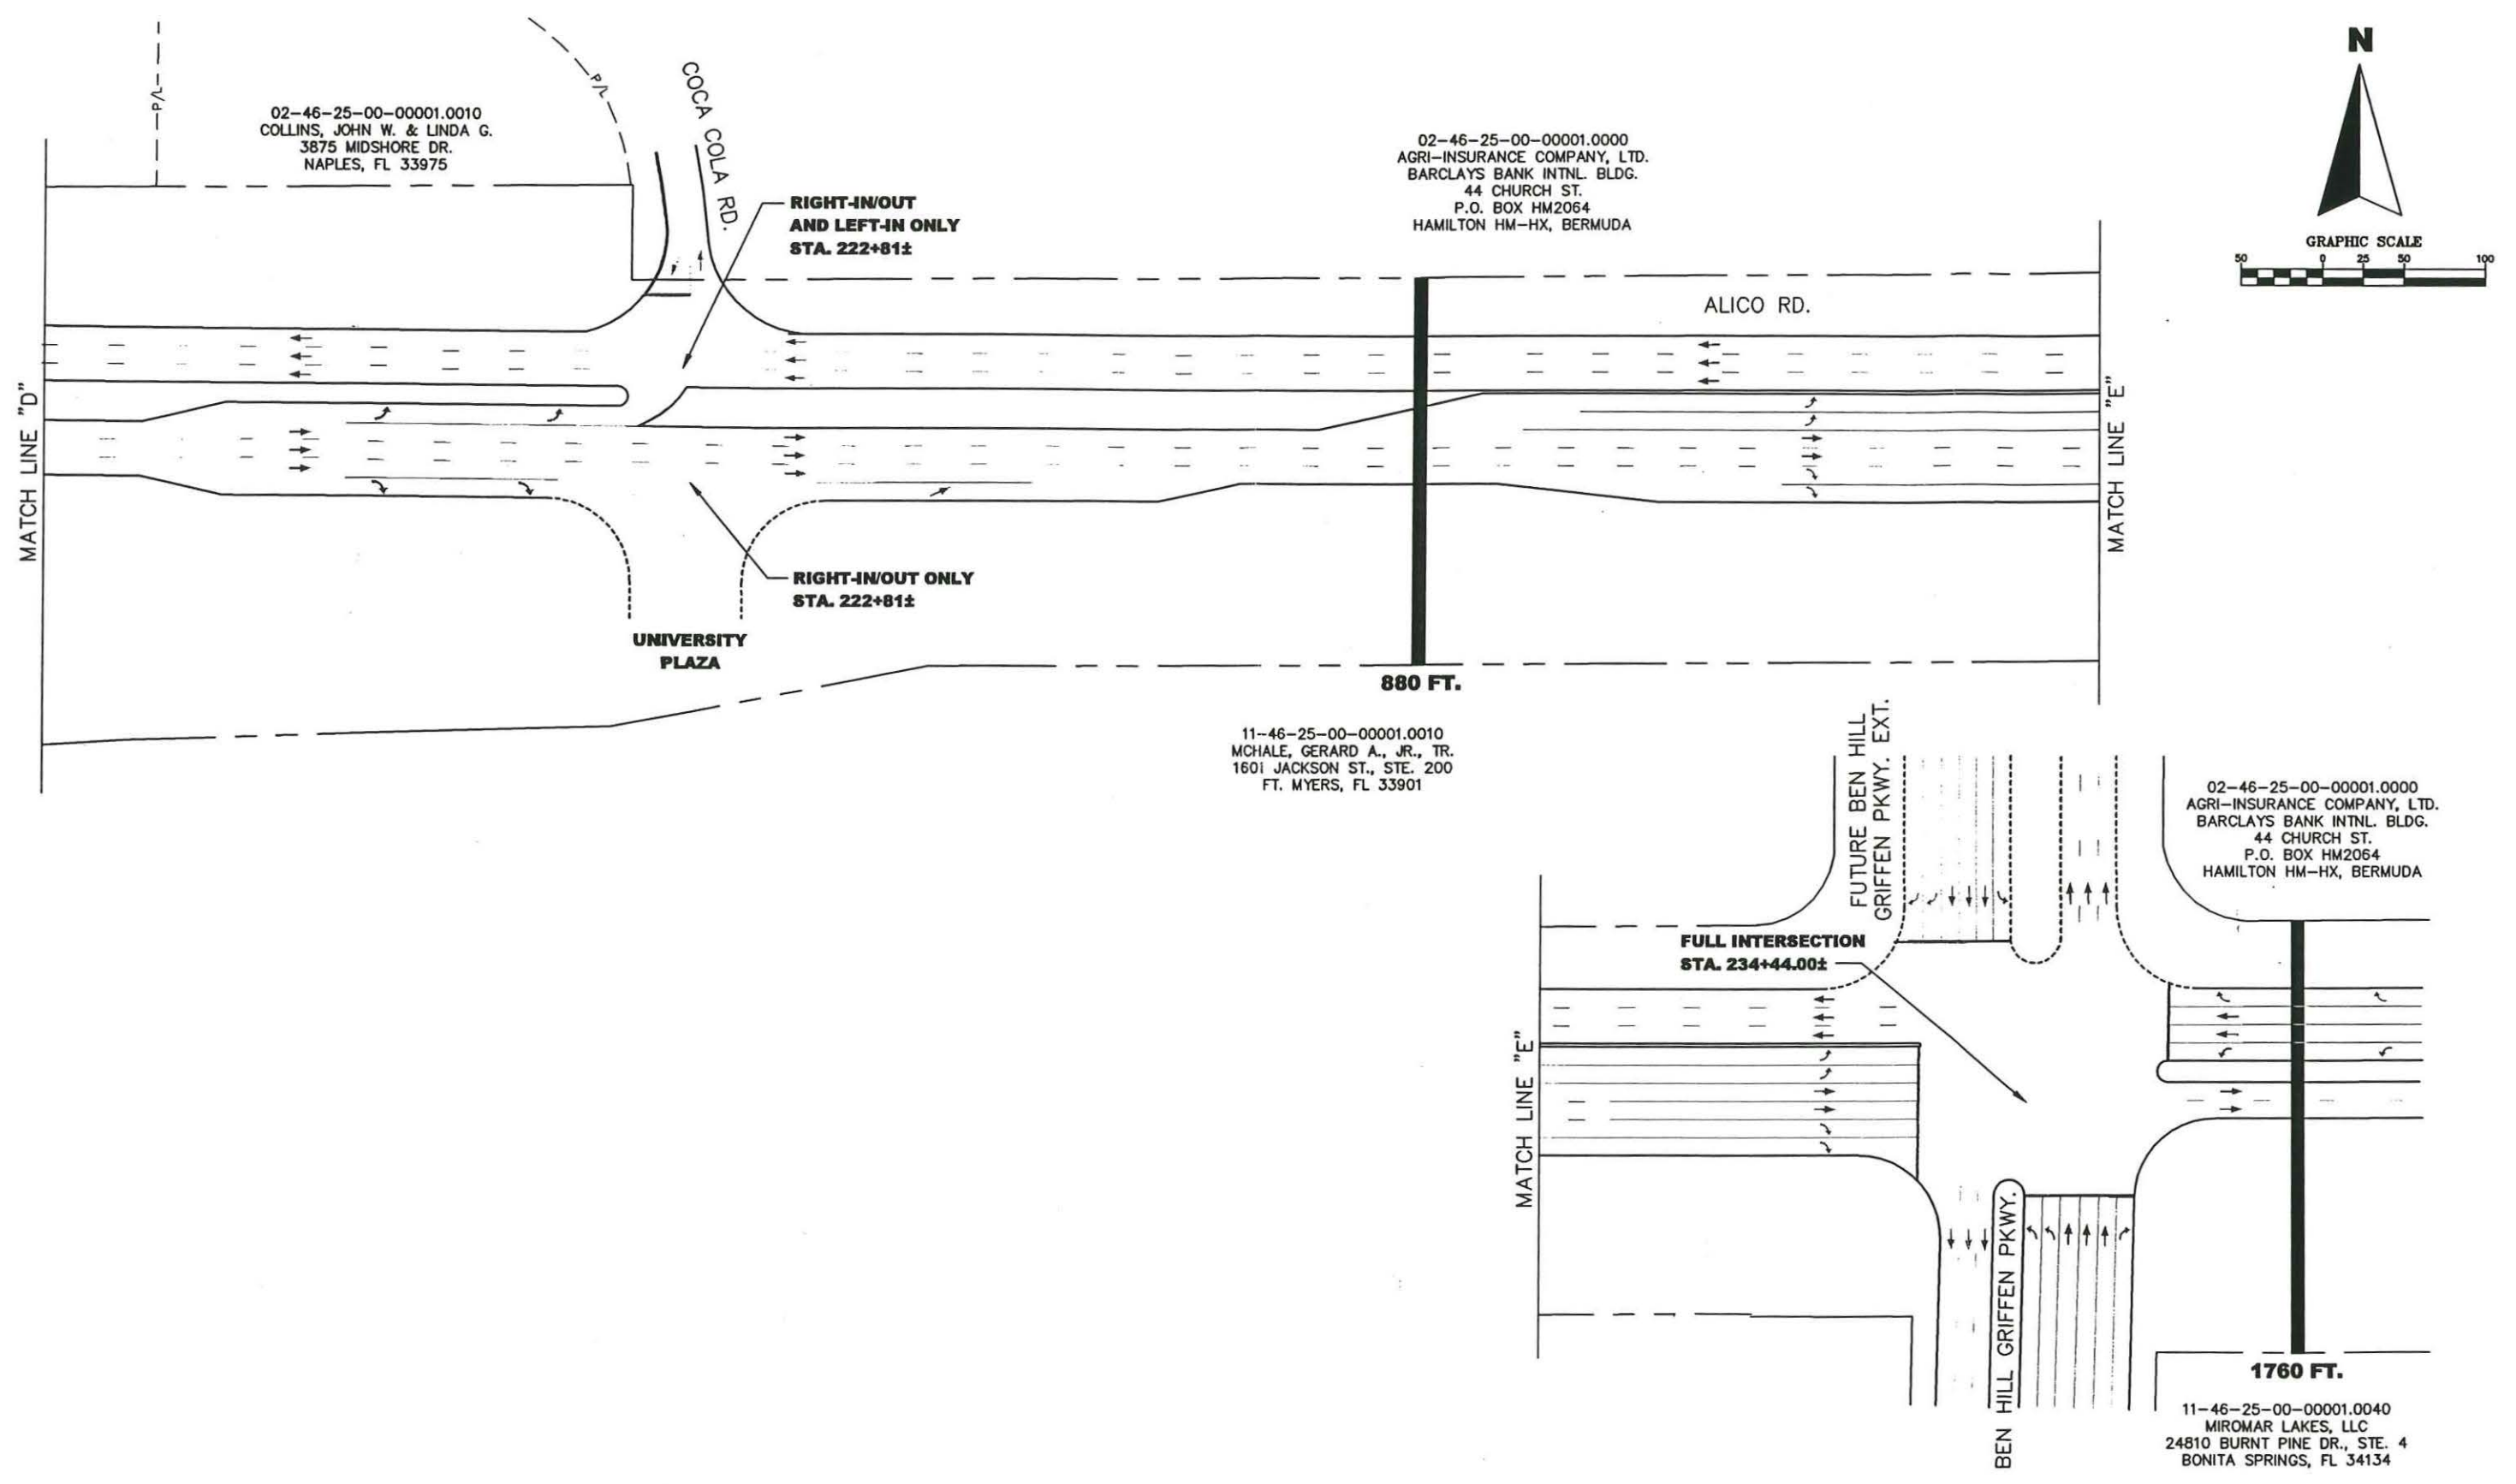 N
GRAPHIC SCALE
50 0 25 50 100
P/L
P/L
COCA COLA RD.
02-46-25-00-00001.0010
COLLINS, JOHN W. & LINDA G.
3875 MIDSHORE DR.
NAPLES, FL 33975
RIGHT-IN/OUT
AND LEFT-IN ONLY
STA. 222+81±
02-46-25-00-00001.0000
AGRI-INSURANCE COMPANY, LTD.
BARCLAYS BANK INTNL. BLDG.
44 CHURCH ST.
P.O. BOX HM2064
HAMILTON HM-HX, BERMUDA
ALICO RD.
MATCH LINE "D"
MATCH LINE "E"
RIGHT-IN/OUT ONLY
STA. 222+81±
UNIVERSITY
PLAZA
880 FT.
11-46-25-00-00001.0010
MCHALE, GERARD A., JR., TR.
1601 JACKSON ST., STE. 200
FT. MYERS, FL 33901
FUTURE BEN HILL
GRIFFEN PKWY. EXT.
02-46-25-00-00001.0000
AGRI-INSURANCE COMPANY, LTD.
BARCLAYS BANK INTNL. BLDG.
44 CHURCH ST.
P.O. BOX HM2064
HAMILTON HM-HX, BERMUDA
FULL INTERSECTION
STA. 234+44.00±
MATCH LINE "E"
BEN HILL GRIFFEN PKWY.
1760 FT.
11-46-25-00-00001.0040
MIROMAR LAKES, LLC
24810 BURNT PINE DR., STE. 4
BONITA SPRINGS, FL 34134